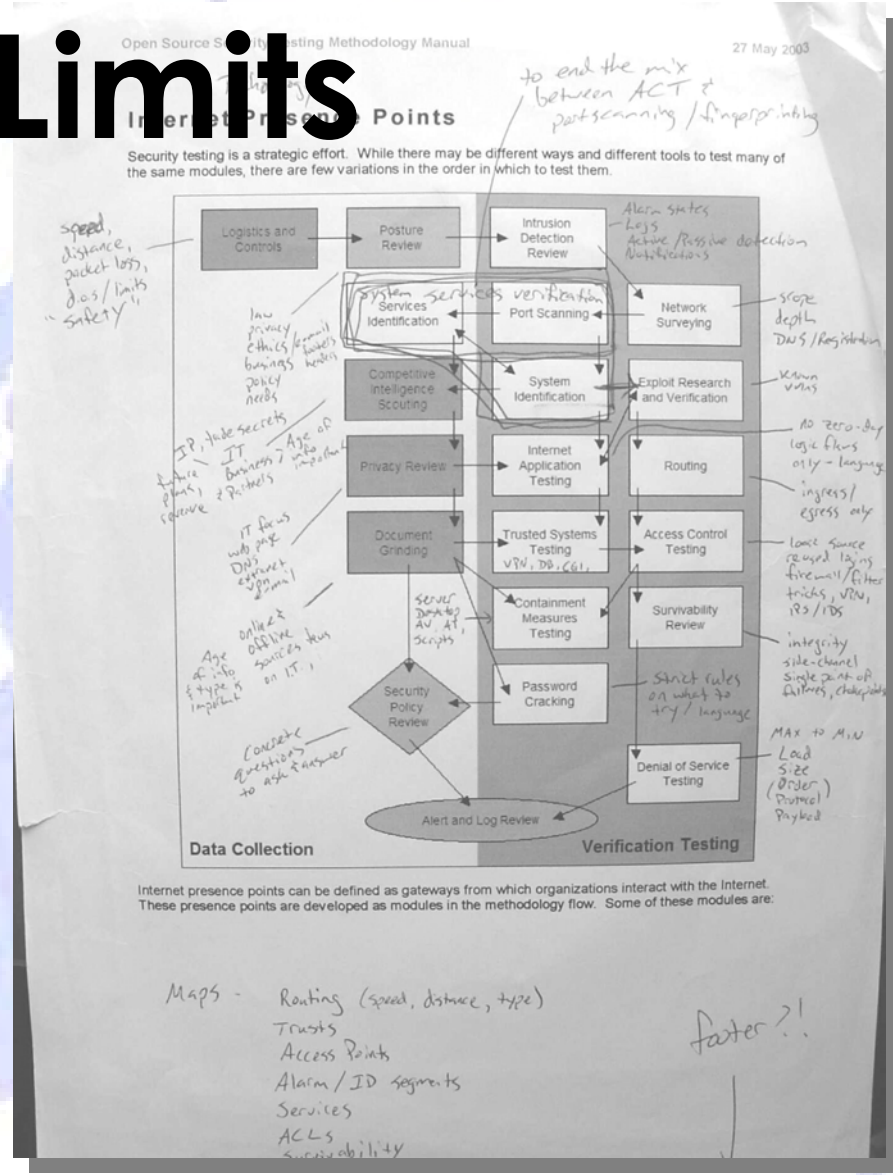 Limits
Open Source Security Testing Methodology Manual
27 May 2003
to end the mix
between ACT &
portscanning / fingerprinting
Internet Presence Points
Security testing is a strategic effort. While there may be different ways and different tools to test many of
the same modules, there are few variations in the order in which to test them.
speed,
distance,
packet loss,
d.o.s/limits
"safety"
Logistics and
Controls
Posture
Review
Intrusion
Detection
Review
Alarm states
Logs
Active/Passive detection
Notifications
law
privacy
ethics
business
policy
needs
system services verification
Services
Identification
Port Scanning
Network
Surveying
scope
depth
DNS/Registration
Competitive
Intelligence
Scouting
System
Identification
Exploit Research
and Verification
known
vulns
IP, trade secrets
future
plans,
revenue & Partners
IT
Business
Age of
info
important
Privacy Review
Internet
Application
Testing
Routing
no zero-day
logic flaws
only - language
ingress/
egress only
IT focus
web page
DNS
extranet
vpn
email
Document
Grinding
Trusted Systems
Testing
VPN, DB, CGI,
Access Control
Testing
loose source
firewall/filter
tricks, VPN,
IPS/IDS
Age
of info
& type is
important
online &
offline
sources
on I.T.
server
Desktop
AV, AT,
scripts,
Containment
Measures
Testing
Survivability
Review
integrity
side-channel
single point of
failures, chokepoints
Security
Policy
Review
Password
Cracking
Strict rules
on what to
try / language
Concrete
questions
to ask & answer
Denial of Service
Testing
MAX to MIN
Load
Size
(Order)
Protocol
Payload
Alert and Log Review
Data Collection
Verification Testing
Internet presence points can be defined as gateways from which organizations interact with the Internet.
These presence points are developed as modules in the methodology flow. Some of these modules are:
Maps - Routing (speed, distance, type)
Trusts
Access Points
Alarm / ID segments
Services
ACLs
Survivability
footer?!